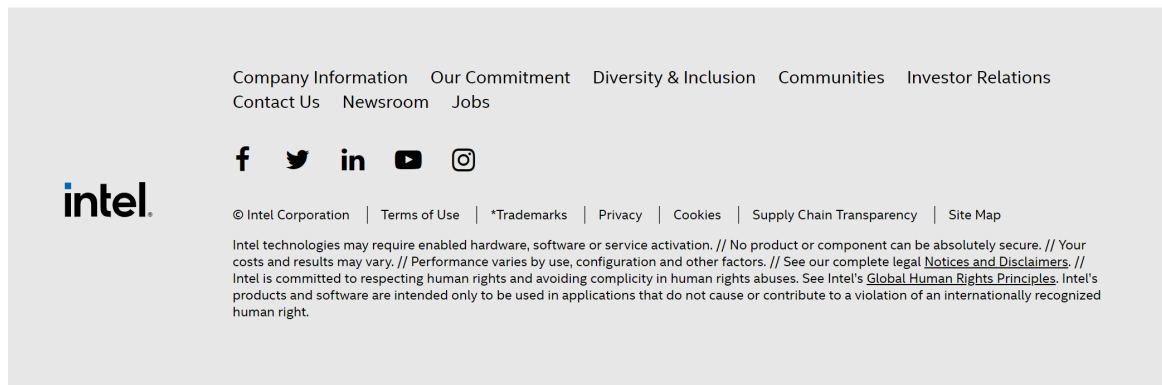 Company Information Our Commitment Diversity & Inclusion Communities Investor Relations
Contact Us Newsroom Jobs
intel.
© Intel Corporation | Terms of Use | *Trademarks | Privacy | Cookies | Supply Chain Transparency | Site Map
Intel technologies may require enabled hardware, software or service activation. // No product or component can be absolutely secure. // Your
costs and results may vary. // Performance varies by use, configuration and other factors. // See our complete legal Notices and Disclaimers. //
Intel is committed to respecting human rights and avoiding complicity in human rights abuses. See Intel's Global Human Rights Principles. Intel's
products and software are intended only to be used in applications that do not cause or contribute to a violation of an internationally recognized
human right.